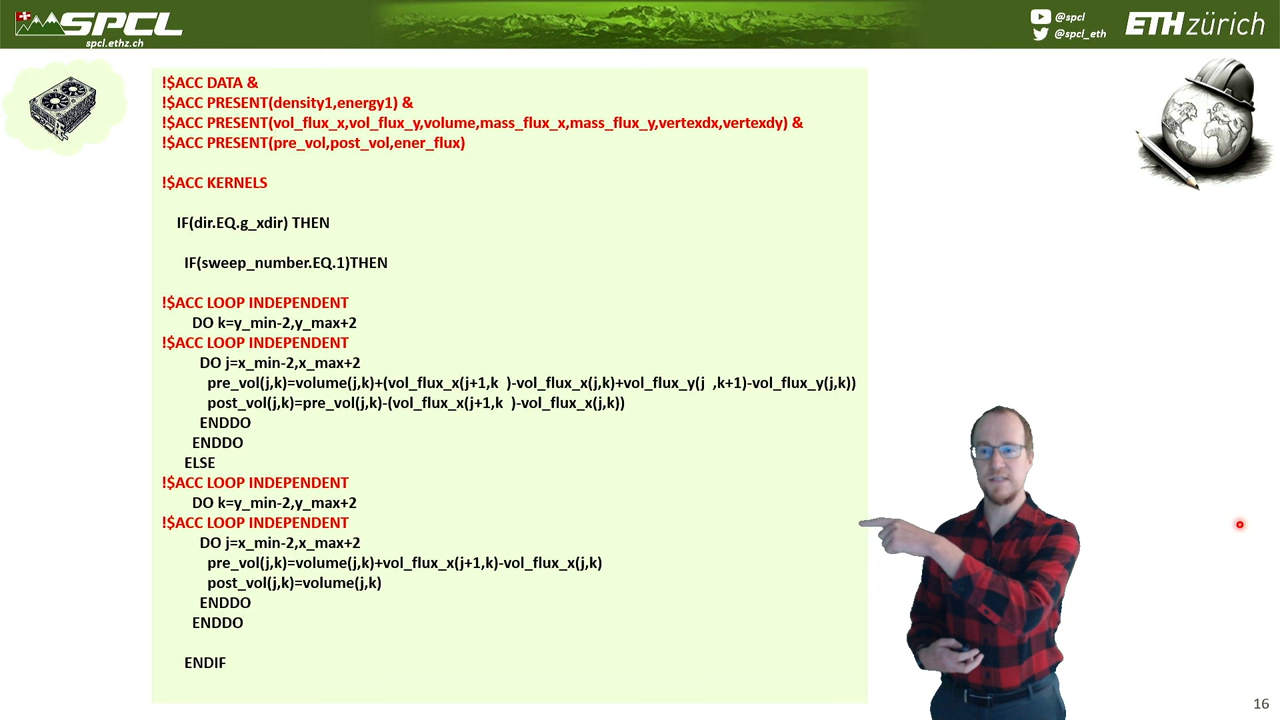 SPCL
spcl.ethz.ch
@spcl
@spcl_eth
ETH zürich
!$ACC DATA &
!$ACC PRESENT(density1,energy1) &
!$ACC PRESENT(vol_flux_x,vol_flux_y,volume,mass_flux_x,mass_flux_y,vertexdx,vertexdy) &
!$ACC PRESENT(pre_vol,post_vol,ener_flux)
!$ACC KERNELS
IF(dir.EQ.g_xdir) THEN
IF(sweep_number.EQ.1)THEN
!$ACC LOOP INDEPENDENT
DO k=y_min-2,y_max+2
!$ACC LOOP INDEPENDENT
DO j=x_min-2,x_max+2
pre_vol(j,k)=volume(j,k)+(vol_flux_x(j+1,k  )-vol_flux_x(j,k)+vol_flux_y(j  ,k+1)-vol_flux_y(j,k))
post_vol(j,k)=pre_vol(j,k)-(vol_flux_x(j+1,k  )-vol_flux_x(j,k))
ENDDO
ENDDO
ELSE
!$ACC LOOP INDEPENDENT
DO k=y_min-2,y_max+2
!$ACC LOOP INDEPENDENT
DO j=x_min-2,x_max+2
pre_vol(j,k)=volume(j,k)+vol_flux_x(j+1,k)-vol_flux_x(j,k)
post_vol(j,k)=volume(j,k)
ENDDO
ENDDO
ENDIF
16